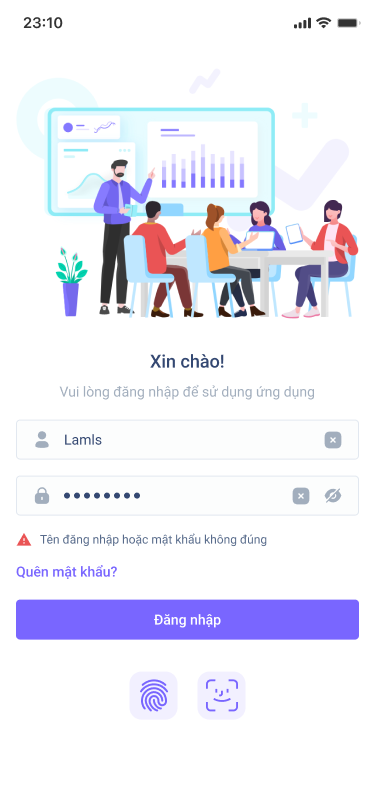 23:10
Xin chào!
Vui lòng đăng nhập để sử dụng ứng dụng
Lamls
Tên đăng nhập hoặc mật khẩu không đúng
Quên mật khẩu?
Đăng nhập